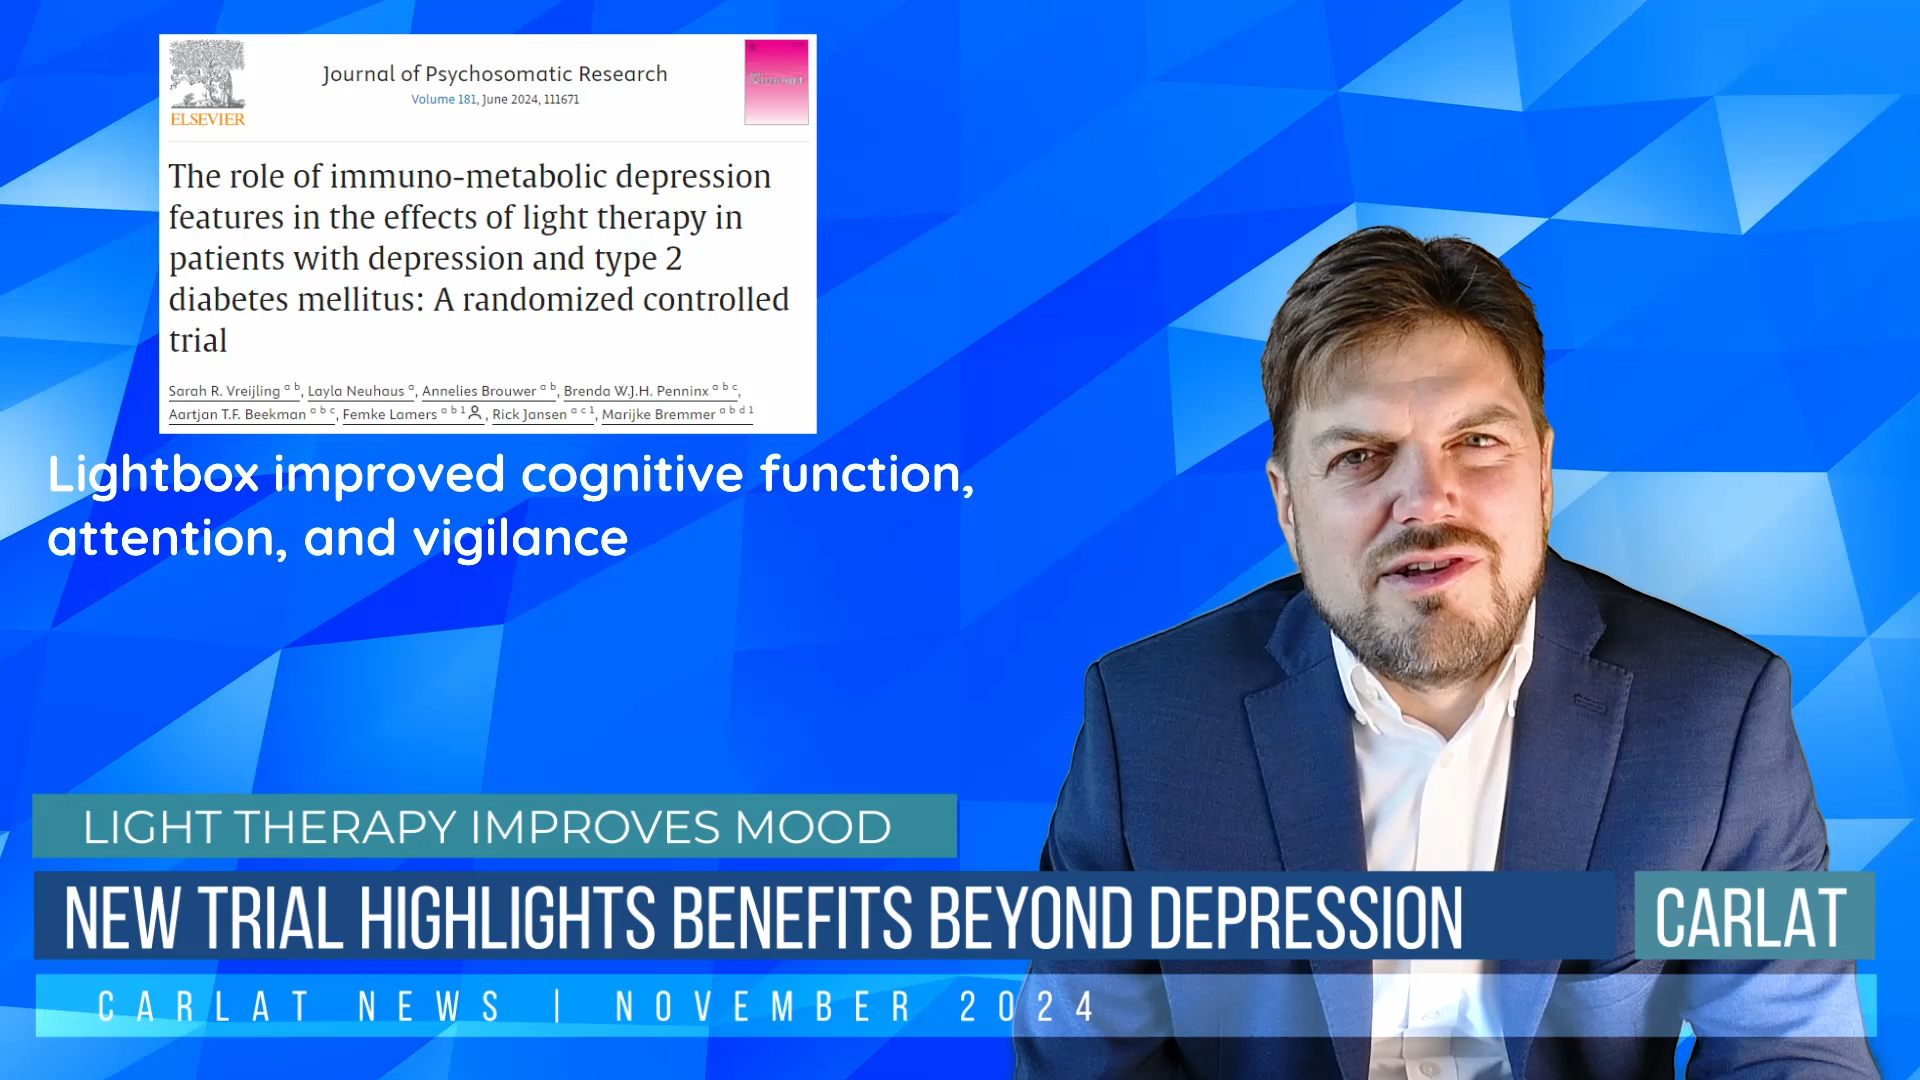 ELSEVIER
Journal of Psychosomatic Research
Volume 181, June 2024, 111671
The role of immuno-metabolic depression
features in the effects of light therapy in
patients with depression and type 2
diabetes mellitus: A randomized controlled
trial
Sarah R. Vreijling a b, Layla Neuhaus a, Annelies Brouwer a b, Brenda W.J.H. Penninx a b c,
Aartjan T.F. Beekman a b c, Femke Lamers a b 1, Rick Jansen a c 1, Marijke Bremmer a b d 1
Lightbox improved cognitive function,
attention, and vigilance
LIGHT THERAPY IMPROVES MOOD
NEW TRIAL HIGHLIGHTS BENEFITS BEYOND DEPRESSION
CARLAT
CARLAT NEWS | NOVEMBER 2024